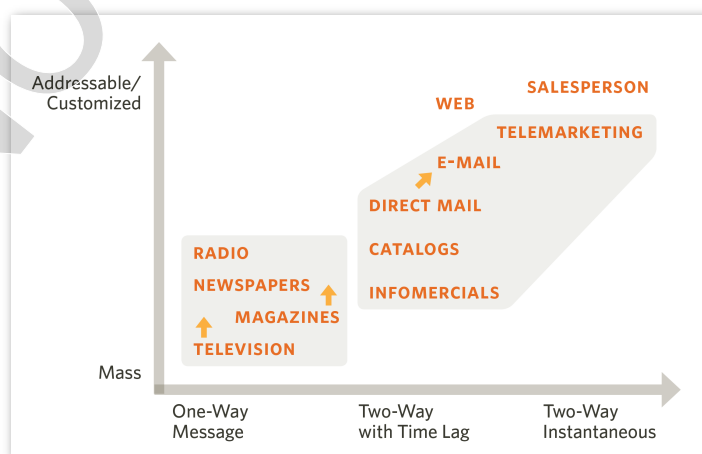 Addressable/
Customized
SALESPERSON
WEB
TELEMARKETING
E-MAIL
DIRECT MAIL
RADIO
CATALOGS
NEWSPAPERS
INFOMERCIALS
MAGAZINES
TELEVISION
Mass
One-Way
Message
Two-Way
with Time Lag
Two-Way
Instantaneous